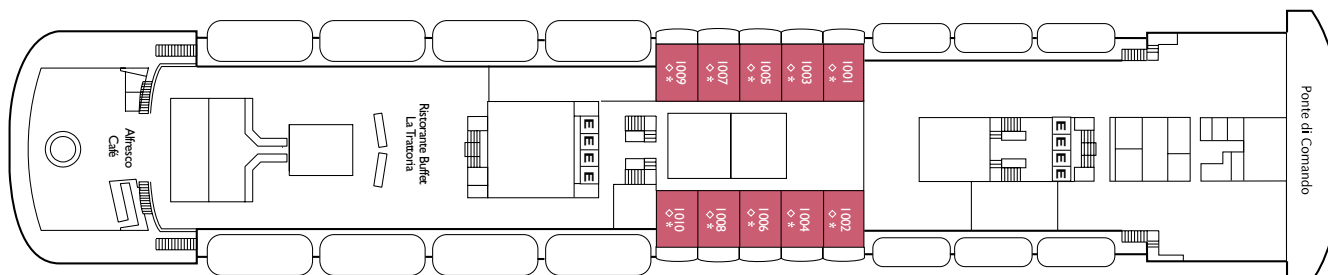 Alfresco
Café
Ristorante Buffet
La Trattoria
E
E
E
E
1009
◇ *
1007
◇ *
1005
◇ *
1003
◇ *
1001
◇ *
1010
◇ *
1008
◇ *
1006
◇ *
1004
◇ *
1002
◇ *
E
E
E
E
Ponte di Comando